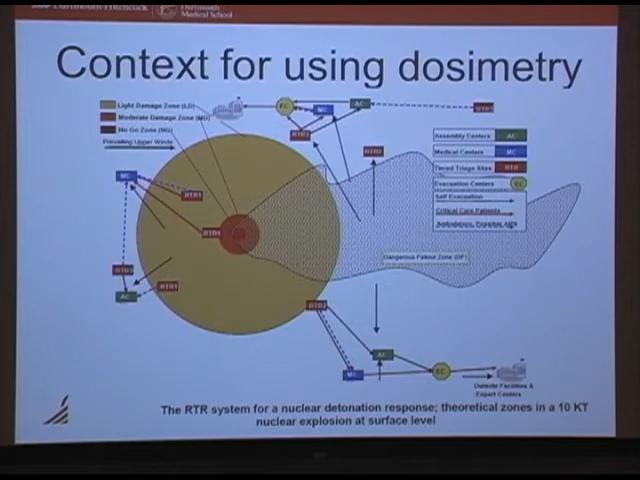 Dartmouth-Hitchcock
Dartmouth
Medical School
Context for using dosimetry
Light Damage Zone (LD)
Moderate Damage Zone (MD)
No Go Zone (NG)
Prevailing Upper Winds
EC
MC
AC
RTR1
RTR3
RTR2
Assembly Centers AC
Medical Centers MC
Tiered Triage Sites RTR
Evacuation Centers EC
Self Evacuation
Critical Care Patients
MC
RTR1
RTR1
Dangerous Fallout Zone (DF)
RTR3
RTR1
AC
RTR2
AC
MC
EC
Outside Facilities &
Expert Centers
The RTR system for a nuclear detonation response; theoretical zones in a 10 KT
nuclear explosion at surface level